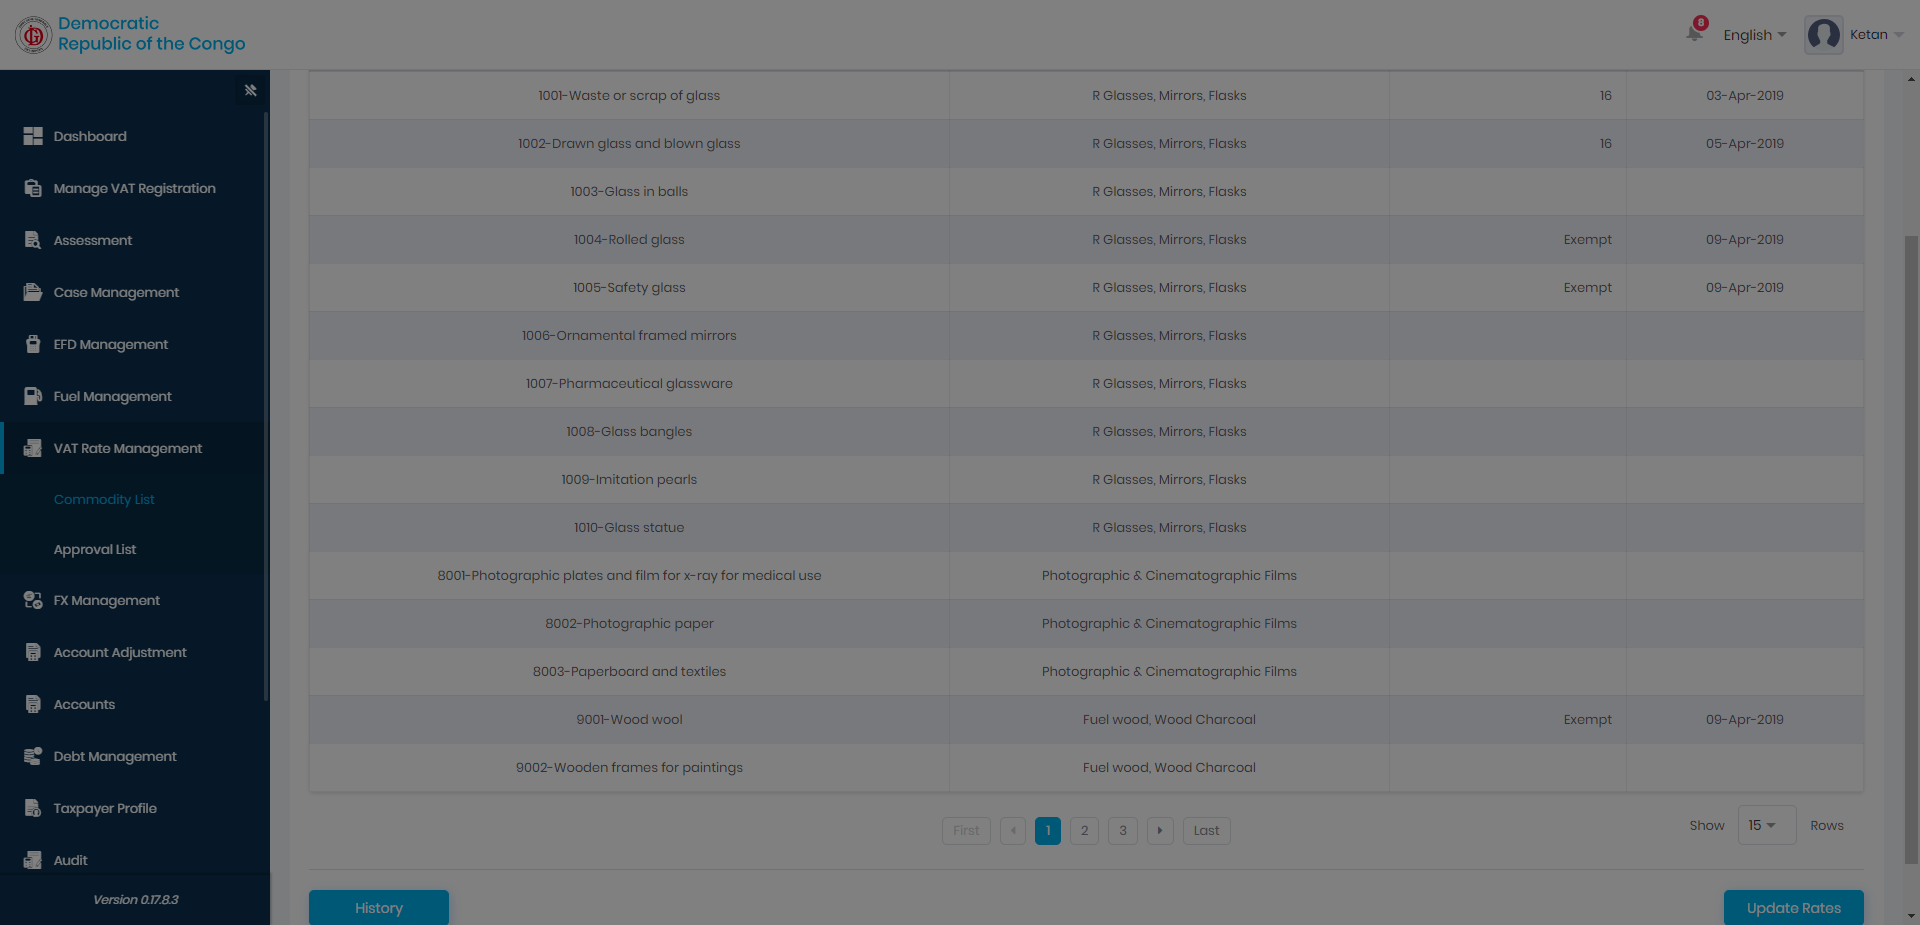 Democratic
Republic of the Congo
8
English
Ketan
Dashboard
Manage VAT Registration
Assessment
Case Management
EFD Management
Fuel Management
VAT Rate Management
Commodity List
Approval List
FX Management
Account Adjustment
Accounts
Debt Management
Taxpayer Profile
Audit
Version 0.17.8.3
1001-Waste or scrap of glass R Glasses, Mirrors, Flasks 16 03-Apr-2019
1002-Drawn glass and blown glass R Glasses, Mirrors, Flasks 16 05-Apr-2019
1003-Glass in balls R Glasses, Mirrors, Flasks
1004-Rolled glass R Glasses, Mirrors, Flasks Exempt 09-Apr-2019
1005-Safety glass R Glasses, Mirrors, Flasks Exempt 09-Apr-2019
1006-Ornamental framed mirrors R Glasses, Mirrors, Flasks
1007-Pharmaceutical glassware R Glasses, Mirrors, Flasks
1008-Glass bangles R Glasses, Mirrors, Flasks
1009-Imitation pearls R Glasses, Mirrors, Flasks
1010-Glass statue R Glasses, Mirrors, Flasks
8001-Photographic plates and film for x-ray for medical use Photographic & Cinematographic Films
8002-Photographic paper Photographic & Cinematographic Films
8003-Paperboard and textiles Photographic & Cinematographic Films
9001-Wood wool Fuel wood, Wood Charcoal Exempt 09-Apr-2019
9002-Wooden frames for paintings Fuel wood, Wood Charcoal
First 1 2 3 Last Show 15 Rows
History Update Rates